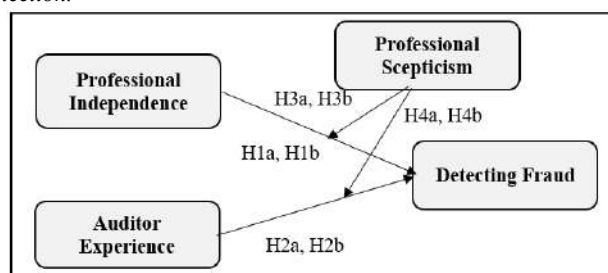 Professional
Scepticism
Professional
Independence
H3a, H3b
H4a, H4b
H1a, H1b
Detecting Fraud
Auditor
Experience
H2a, H2b